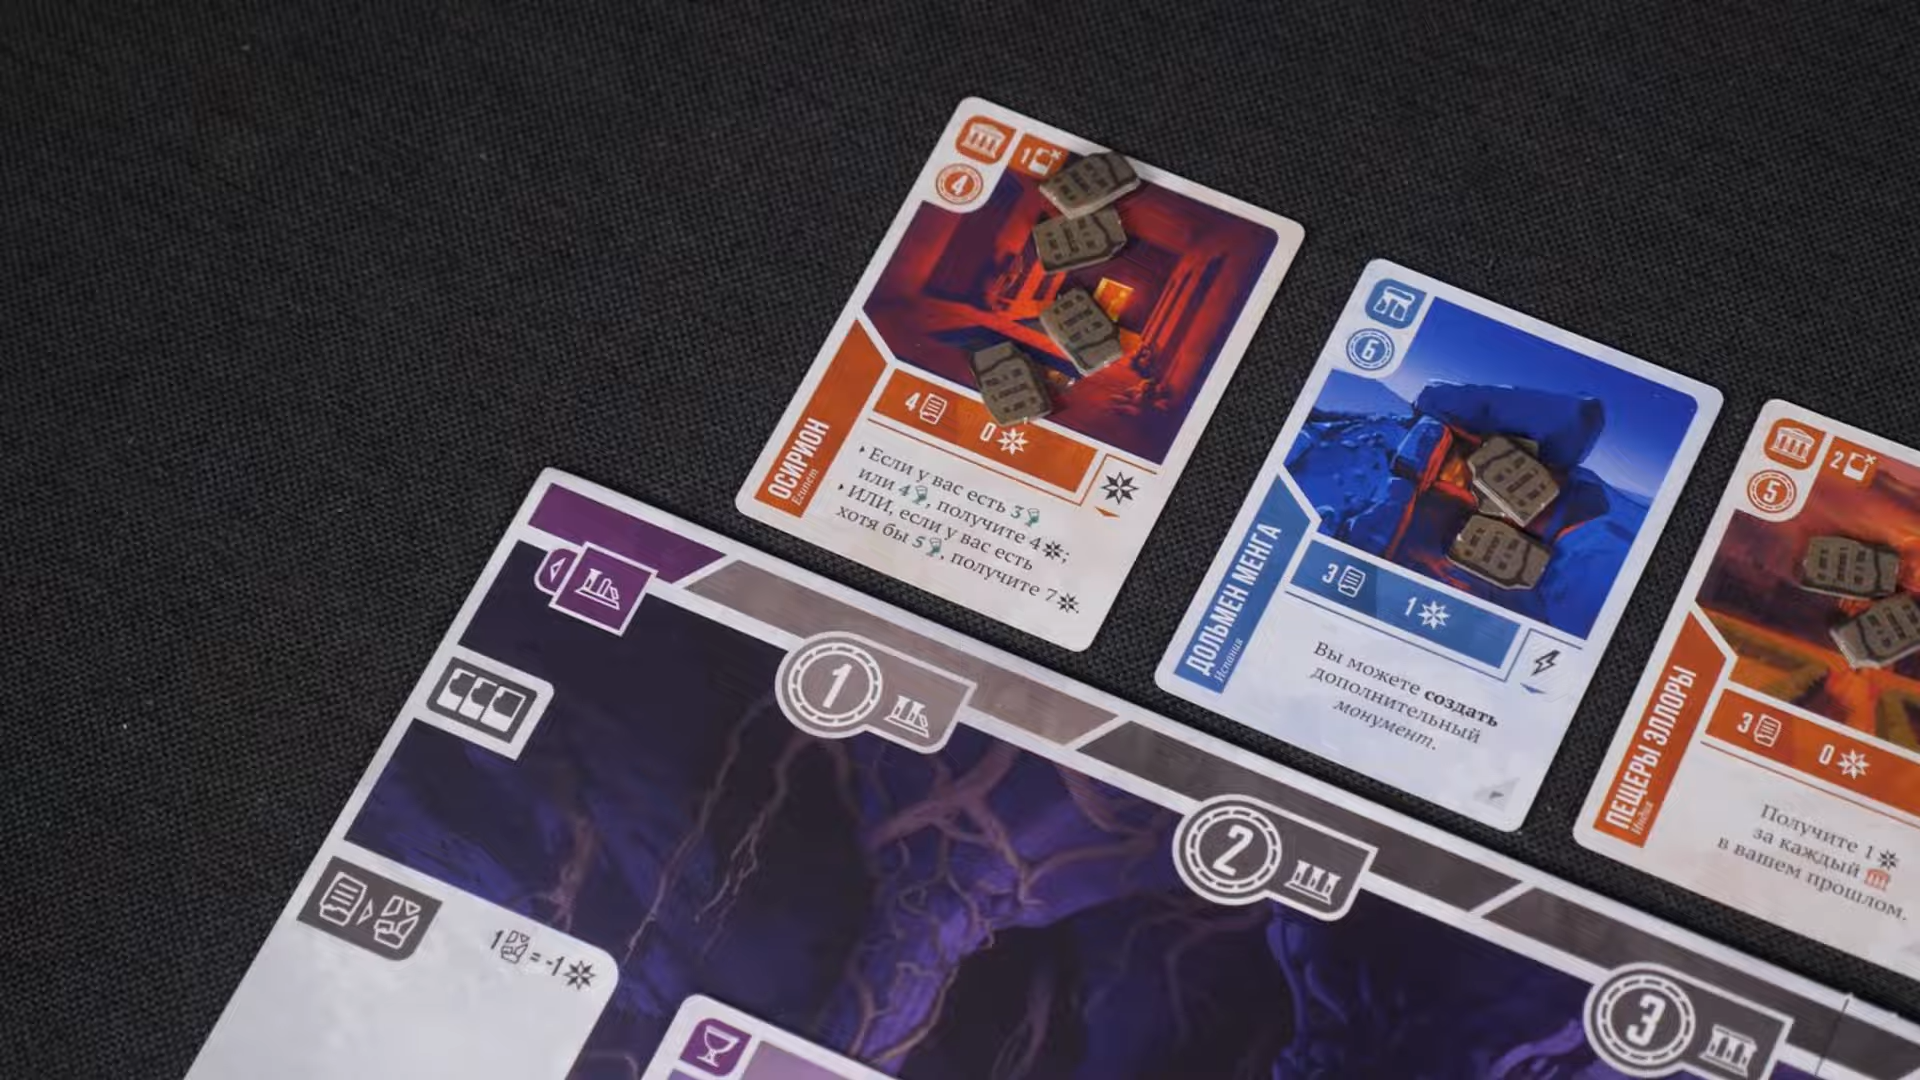 1
4
ОСИРИОН
Египет
4
0
Если у вас есть 3
или 4, получите 4;
ИЛИ, если у вас есть
хотя бы 5, получите 7.
6
ДОЛЬМЕН МЕНГА
Испания
3
1
Вы можете создать
дополнительный
монумент.
2
5
ПЕЩЕРЫ ЭЛЛОРЫ
Индия
3
0
Получите 1
за каждый
в вашем прошлом.
1
2
3
1 = -1